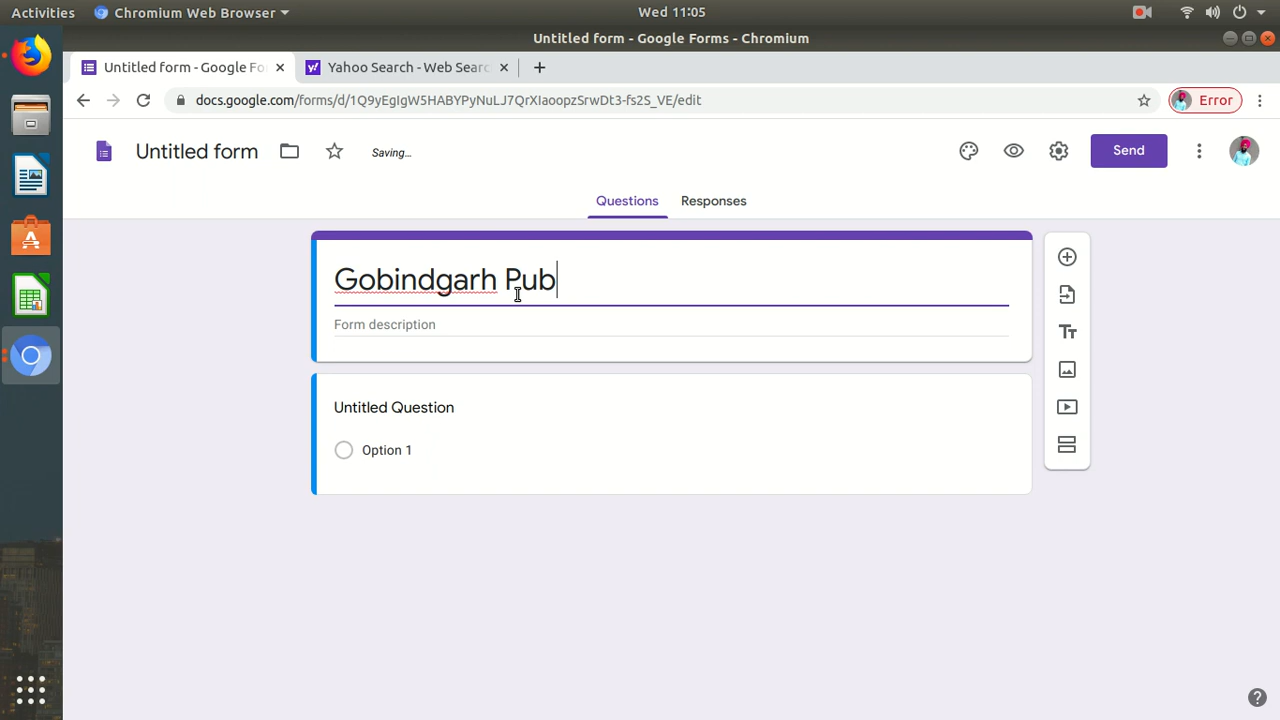 Activities
Chromium Web Browser
Wed 11:05
Untitled form - Google Forms - Chromium
Untitled form - Google Fo
Yahoo Search - Web Searc
docs.google.com/forms/d/1Q9yEgIgW5HABYPyNuLJ7QrXIaoopzSrwDt3-fs2S_VE/edit
Error
Untitled form
Saving...
Send
Questions
Responses
Gobindgarh Pub
Form description
Untitled Question
Option 1